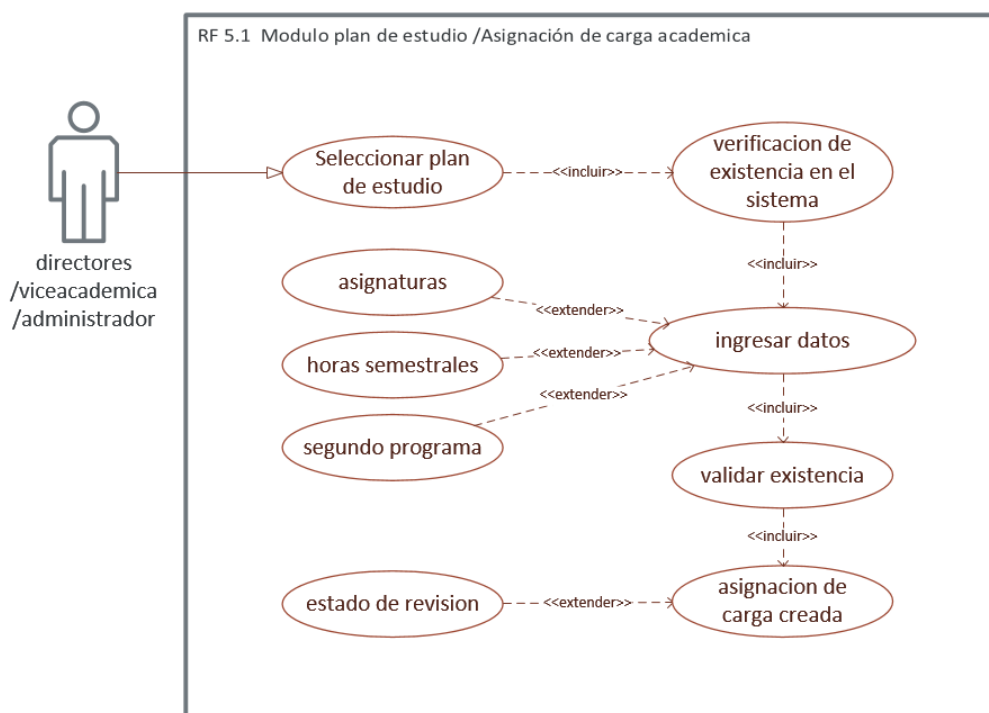 RF 5.1 Modulo plan de estudio /Asignación de carga academica
directores
/viceacademica
/administrador
Seleccionar plan
de estudio
<<incluir>>
verificacion de
existencia en el
sistema
<<incluir>>
asignaturas
<<extender>>
horas semestrales
<<extender>>
ingresar datos
segundo programa
<<extender>>
<<incluir>>
validar existencia
<<incluir>>
estado de revision
<<extender>>
asignacion de
carga creada